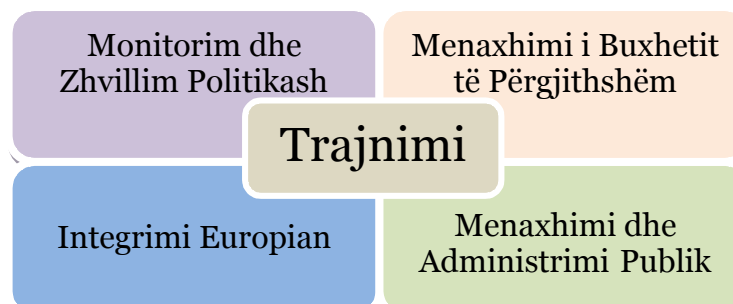 Monitorim dhe
Zhvillim Politikash
Menaxhimi i Buxhetit
të Përgjithshëm
Trajnimi
Integrimi Europian
Menaxhimi dhe
Administrimi Publik